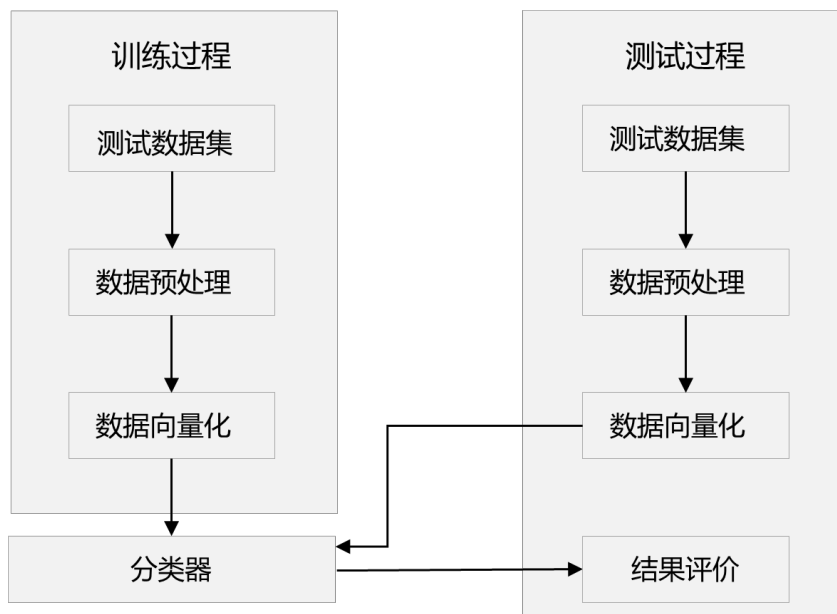 训练过程
测试数据集
数据预处理
数据向量化
分类器
测试过程
测试数据集
数据预处理
数据向量化
结果评价